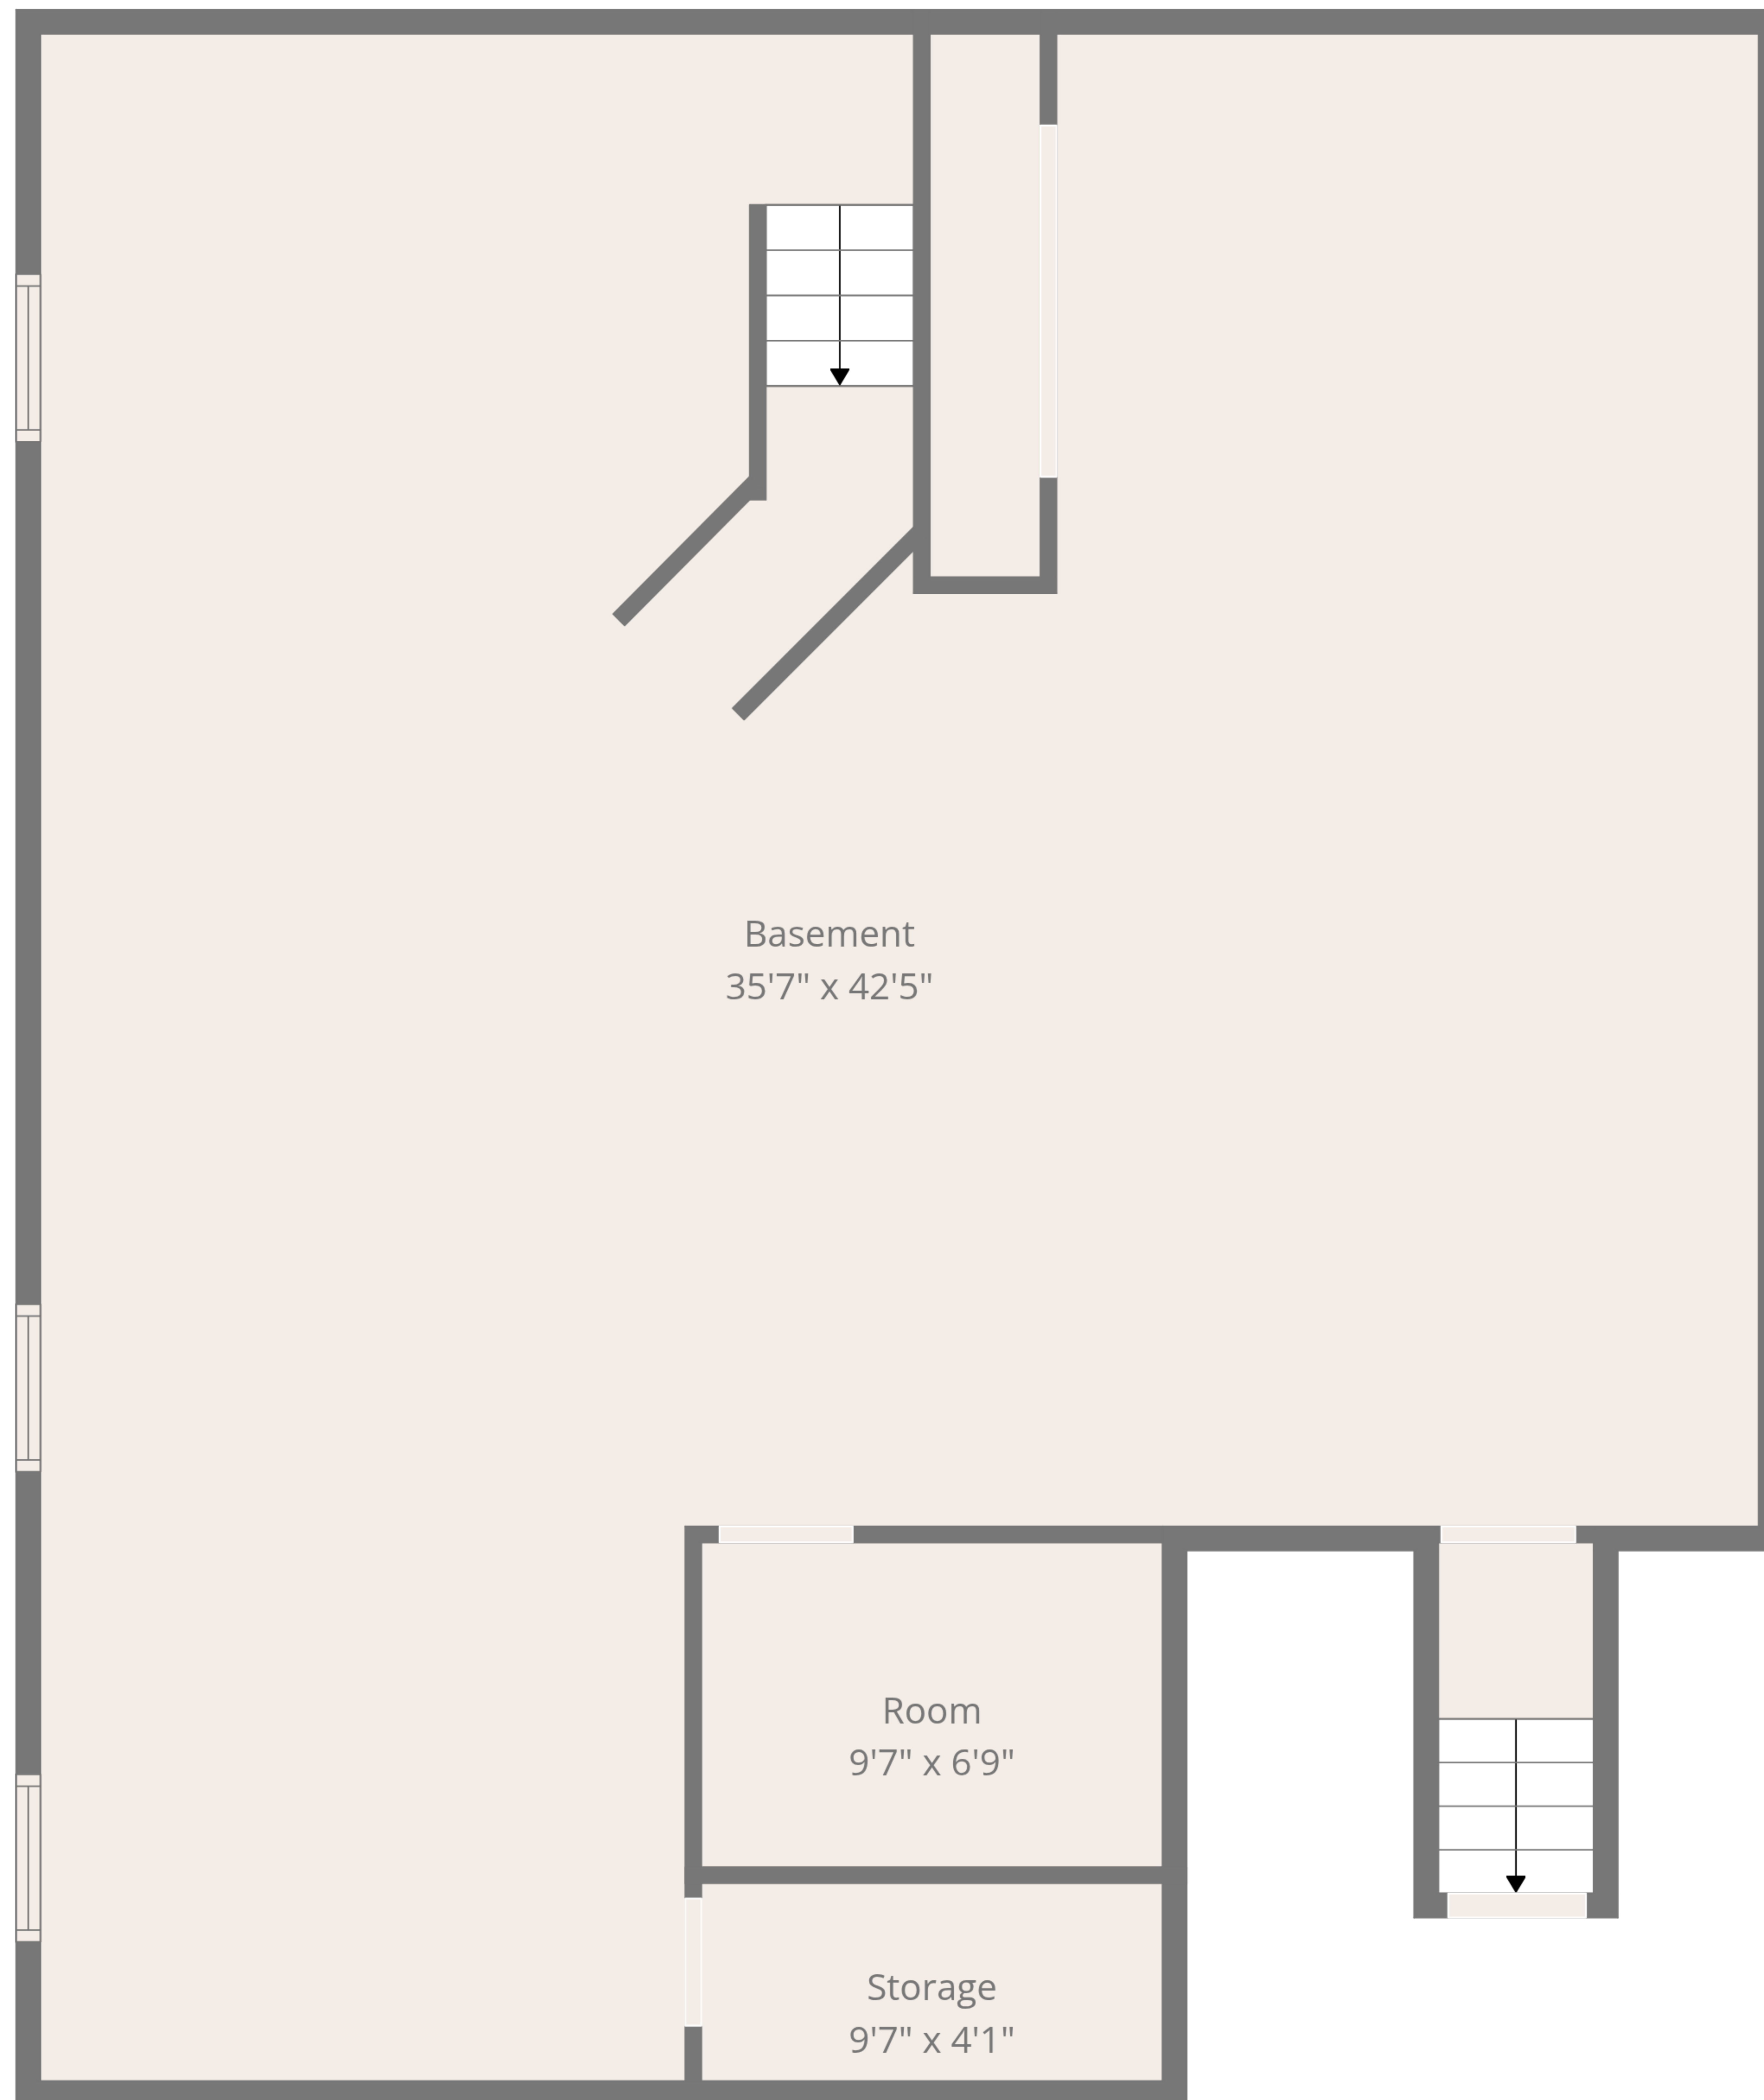 Basement
35'7" x 42'5"
Room
9'7" x 6'9"
Storage
9'7" x 4'1"